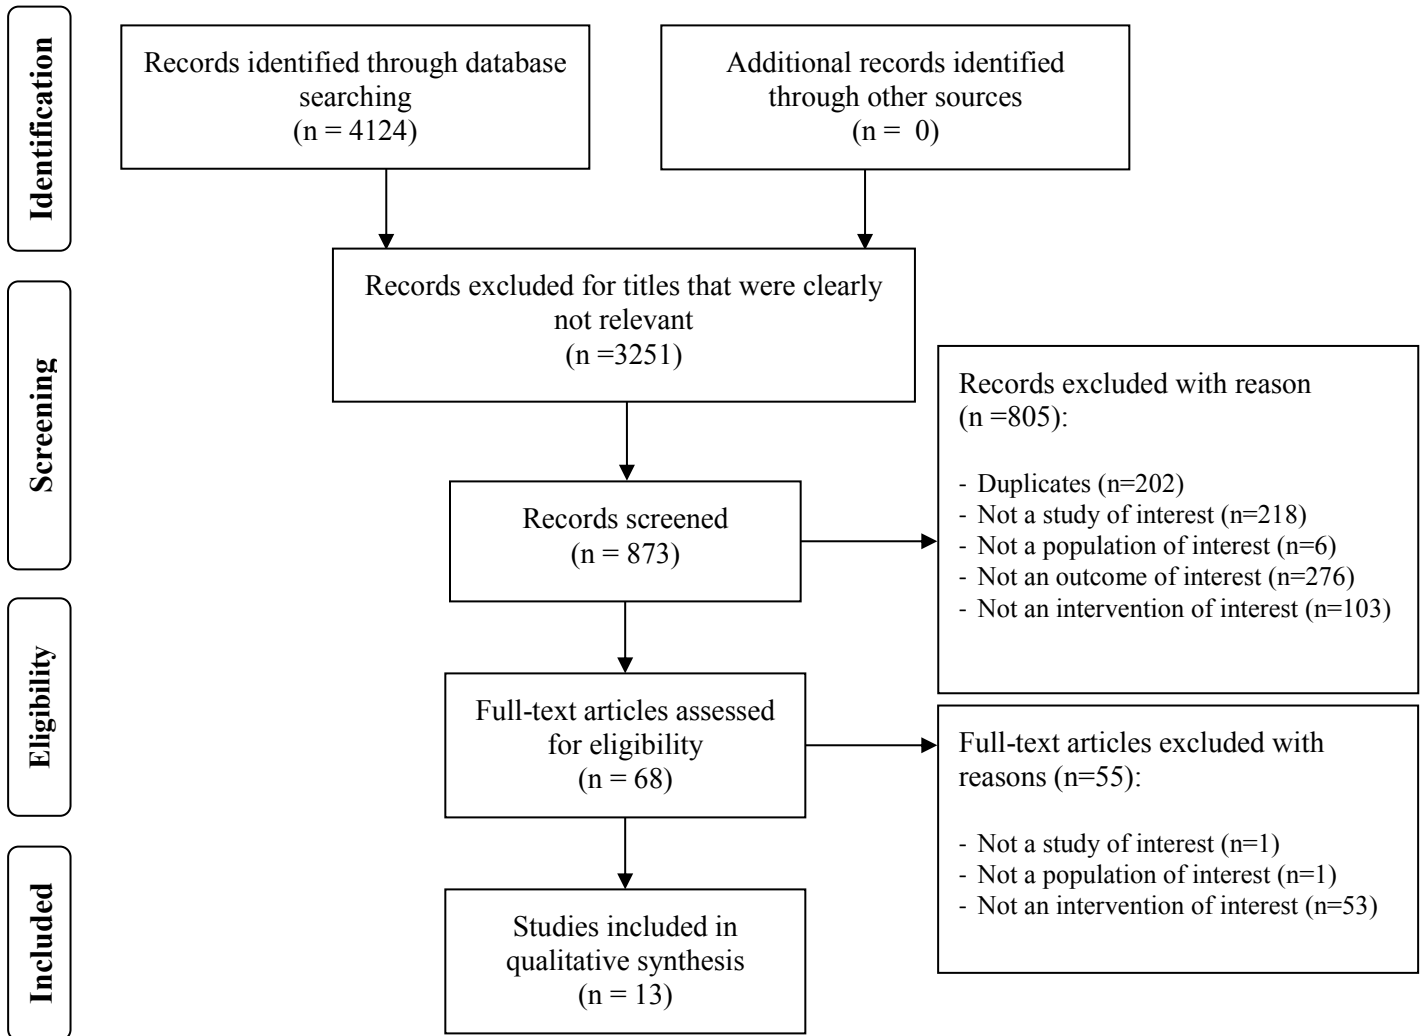 Identification
Records identified through database
searching
(n = 4124)
Additional records identified
through other sources
(n =  0)
Screening
Records excluded for titles that were clearly
not relevant
(n =3251)
Records screened
(n = 873)
Records excluded with reason
(n =805):
- Duplicates (n=202)
- Not a study of interest (n=218)
- Not a population of interest (n=6)
- Not an outcome of interest (n=276)
- Not an intervention of interest (n=103)
Eligibility
Full-text articles assessed
for eligibility
(n = 68)
Full-text articles excluded with
reasons (n=55):
- Not a study of interest (n=1)
- Not a population of interest (n=1)
- Not an intervention of interest (n=53)
Included
Studies included in
qualitative synthesis
(n = 13)